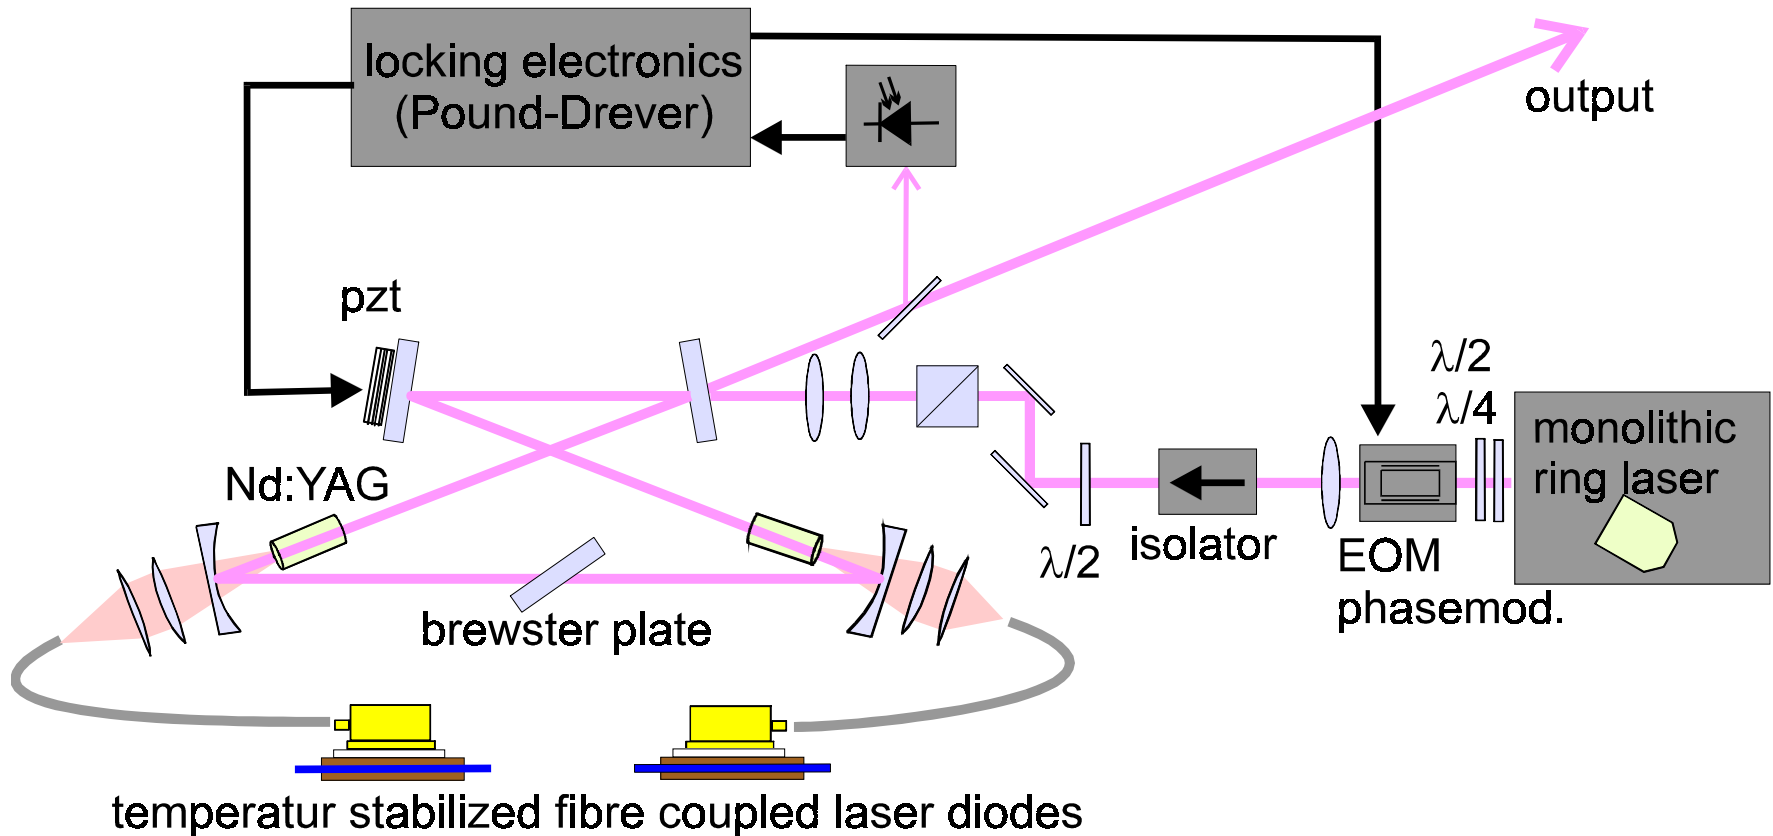 locking electronics
(Pound-Drever)
output
pzt
λ/2
λ/4
monolithic
ring laser
Nd:YAG
isolator
λ/2
EOM
phasemod.
brewster plate
temperatur stabilized fibre coupled laser diodes